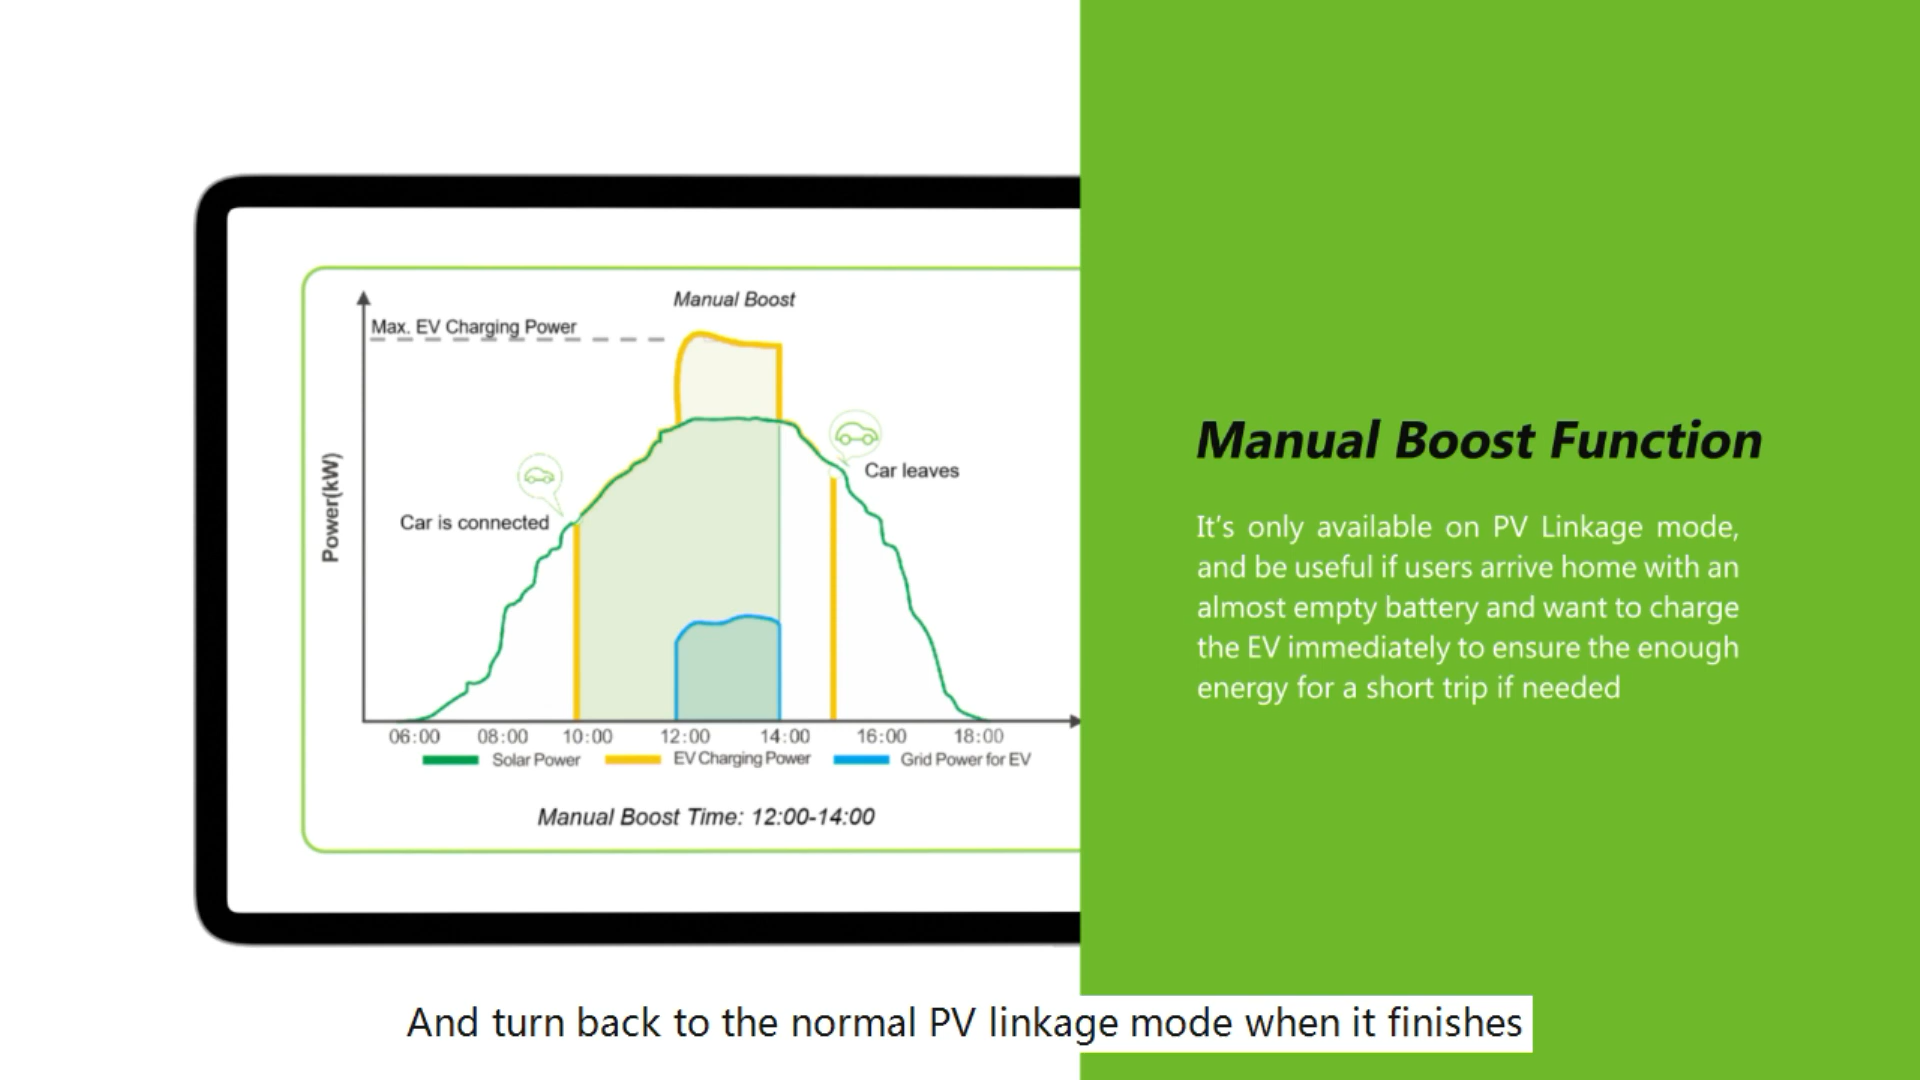 Manual Boost
Max. EV Charging Power
Car leaves
Car is connected
Power(kW)
06:00 08:00 10:00 12:00 14:00 16:00 18:00
Solar Power EV Charging Power Grid Power for EV
Manual Boost Time: 12:00-14:00
Manual Boost Function
It’s only available on PV Linkage mode,
and be useful if users arrive home with an
almost empty battery and want to charge
the EV immediately to ensure the enough
energy for a short trip if needed
And turn back to the normal PV linkage mode when it finishes